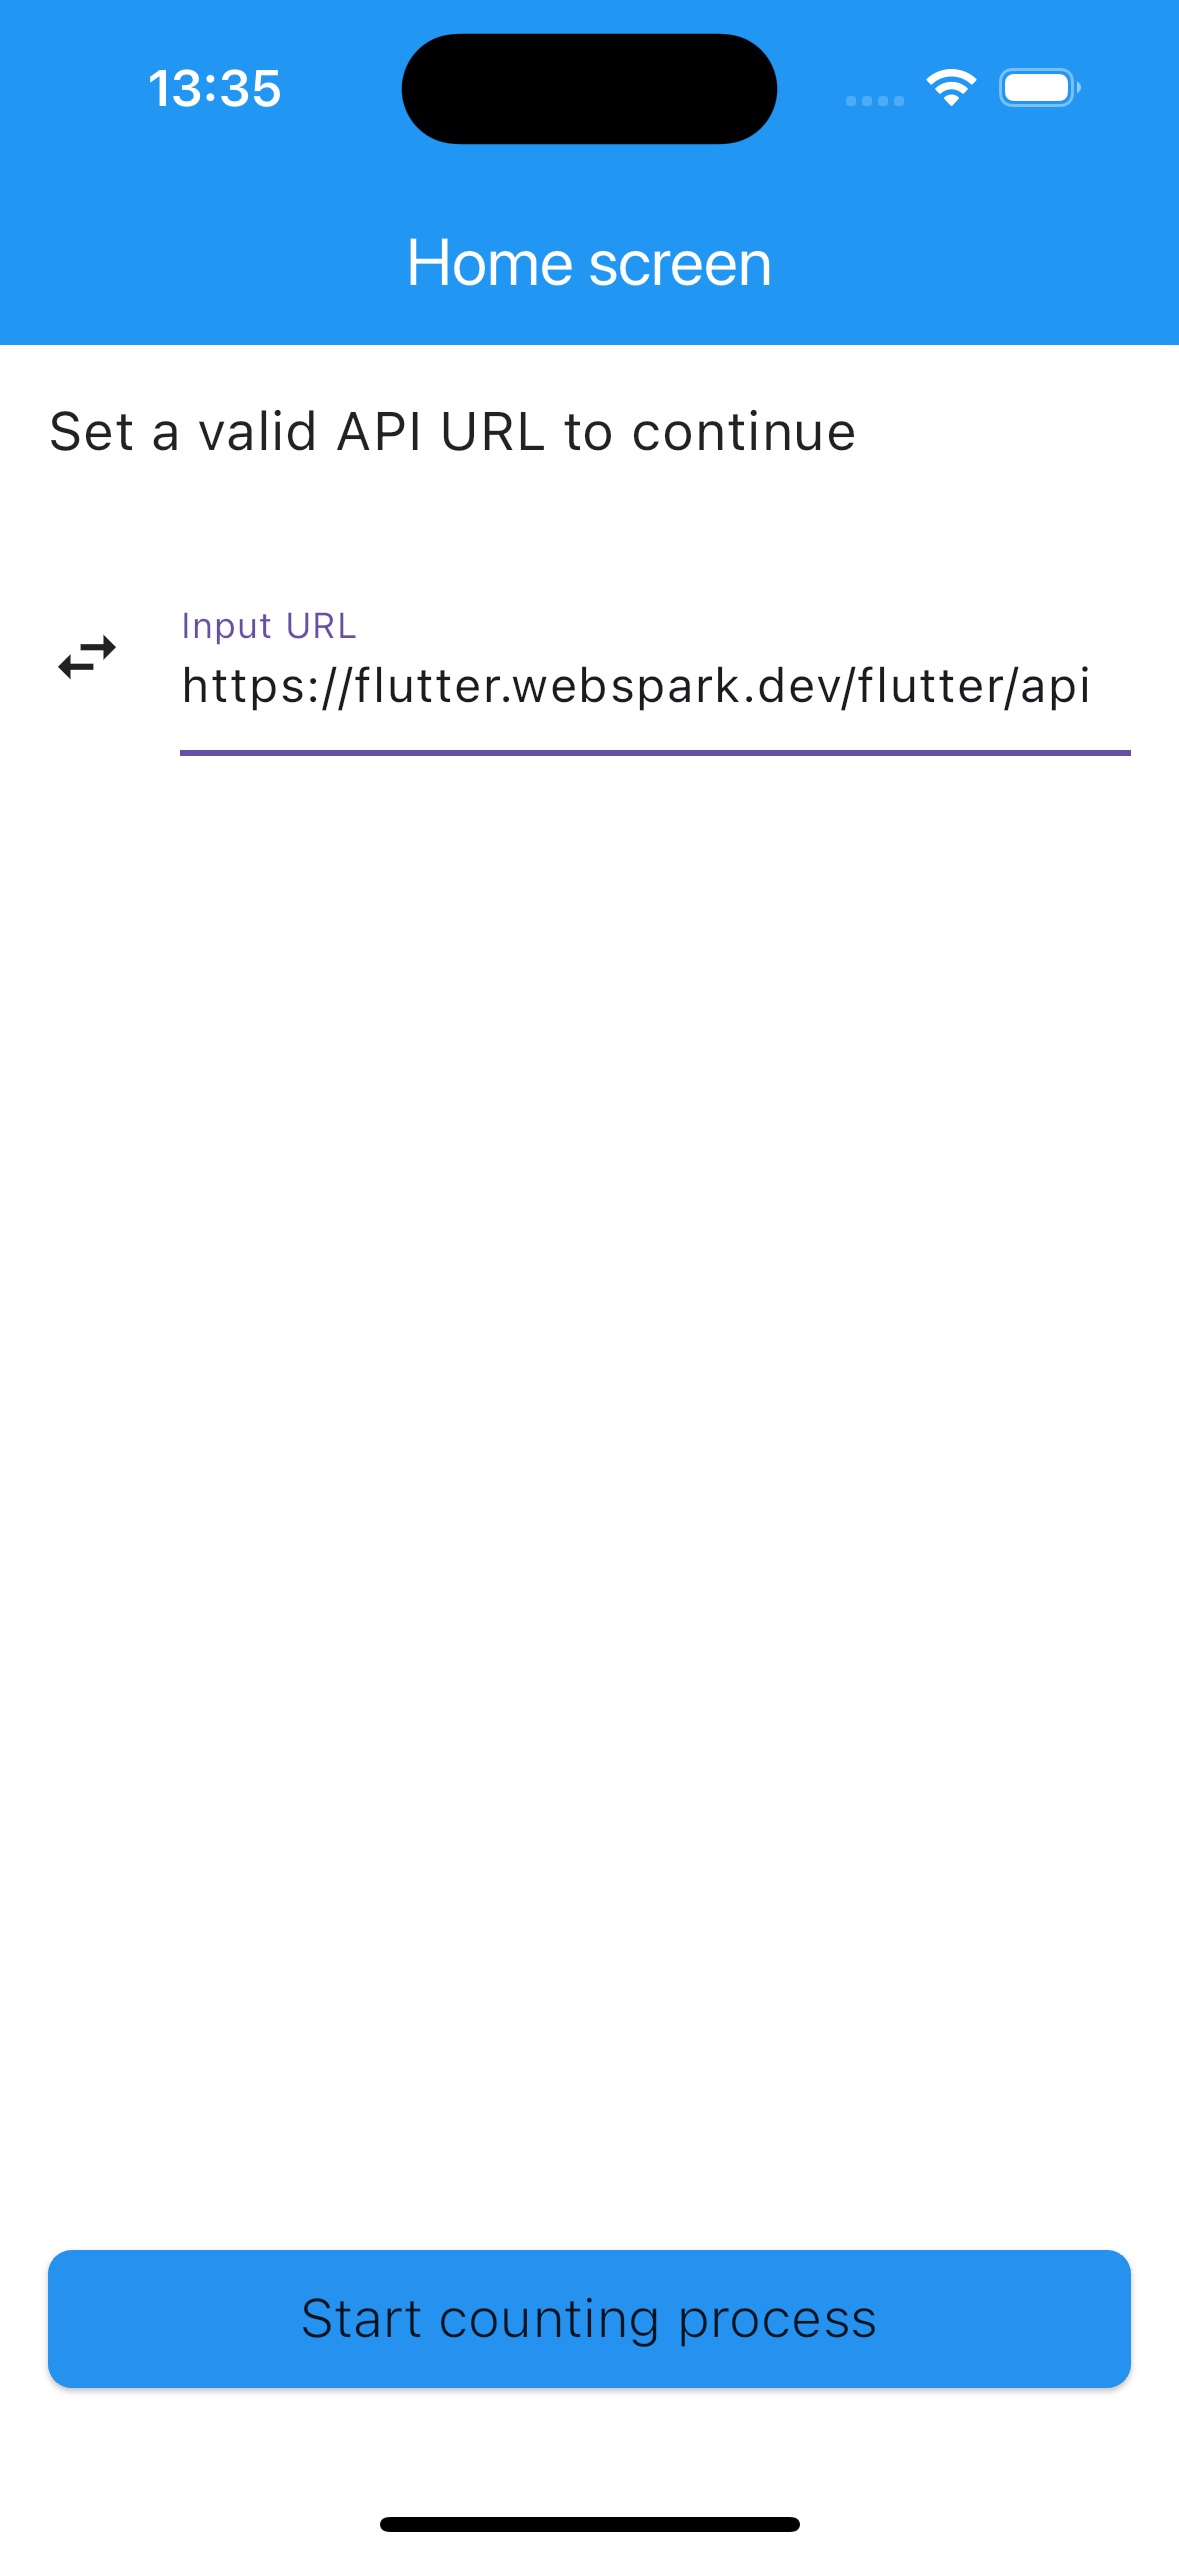 13:35
Home screen
Set a valid API URL to continue
Input URL
https://flutter.webspark.dev/flutter/api
Start counting process